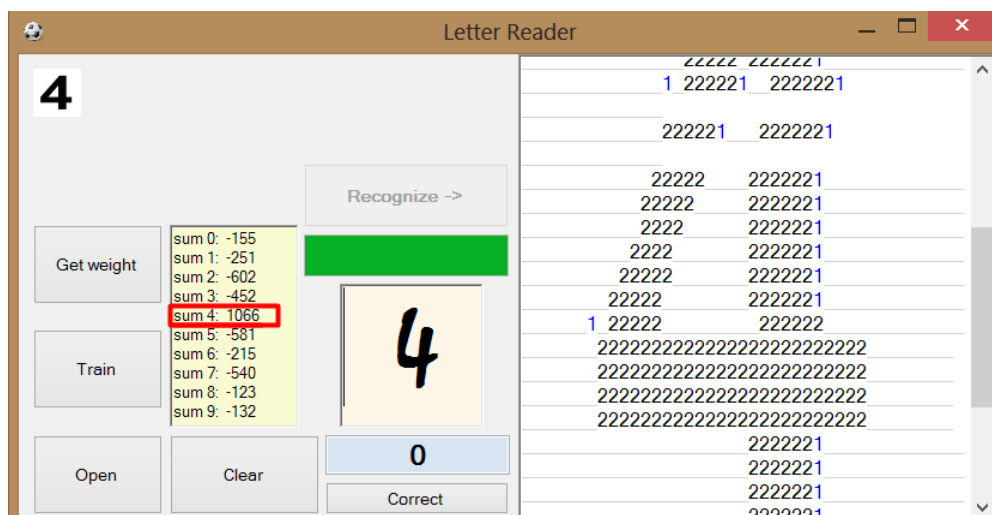 Letter Reader
4
Recognize ->
Get weight
sum 0: -155
sum 1: -251
sum 2: -602
sum 3: -452
sum 4: 1066
sum 5: -581
sum 6: -215
sum 7: -540
sum 8: -123
sum 9: -132
4
Train
Open
Clear
0
Correct
22222 2222221
1 222221 2222221
222221 2222221
22222 2222221
22222 2222221
2222 2222221
2222 2222221
22222 2222221
22222 2222221
1 22222 222222
2222222222222222222222222
2222222222222222222222222
2222222222222222222222222
2222222222222222222222222
2222221
2222221
2222221
2222221